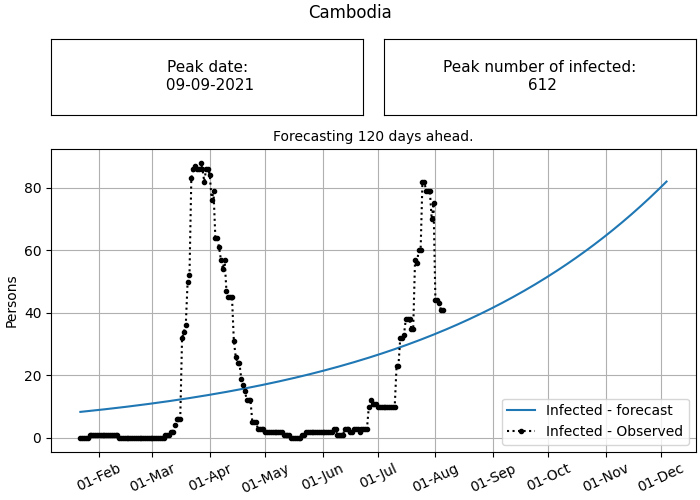 Cambodia
Peak date:
09-09-2021
Peak number of infected:
612
Forecasting 120 days ahead.
80
60
40
20
0
Persons
Infected - forecast
Infected - Observed
01-Feb
01-Mar
01-Apr
01-May
01-Jun
01-Jul
01-Aug
01-Sep
01-Oct
01-Nov
01-Dec